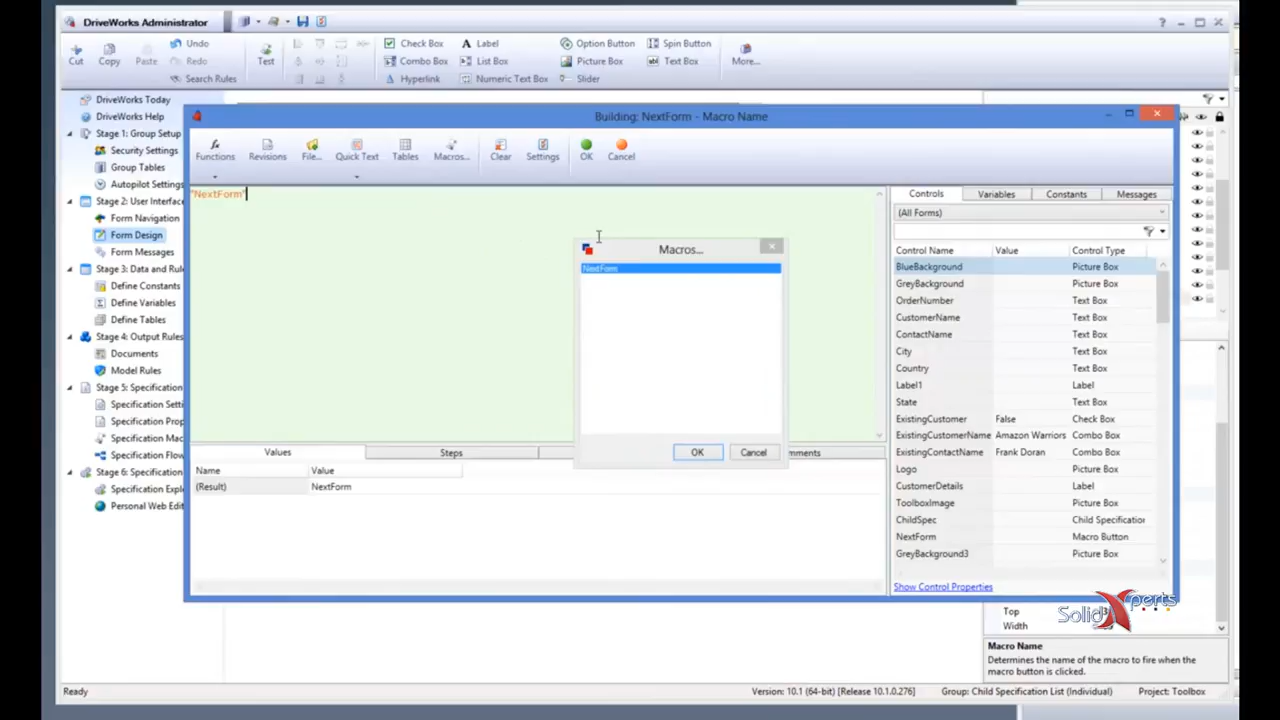 DriveWorks Administrator
Cut
Copy
Paste
Undo
Redo
Search Rules
Test
Check Box
Combo Box
Hyperlink
Label
List Box
Numeric Text Box
Option Button
Picture Box
Slider
Spin Button
Text Box
More...
DriveWorks Today
DriveWorks Help
Stage 1: Group Setup
Security Settings
Group Tables
Autopilot Settings
Stage 2: User Interface
Form Navigation
Form Design
Form Messages
Stage 3: Data and Rul
Define Constants
Define Variables
Define Tables
Stage 4: Output Rules
Documents
Model Rules
Stage 5: Specification
Specification Setti
Specification Prop
Specification Mac
Specification Flow
Stage 6: Specification
Specification Explo
Personal Web Edit
Building: NextForm - Macro Name
Functions
Revisions
File...
Quick Text
Tables
Macros...
Clear
Settings
OK
Cancel
"NextForm"
Macros...
NextForm
OK
Cancel
Values
Steps
mments
Name
Value
(Result)
NextForm
Controls
Variables
Constants
Messages
(All Forms)
Control Name
Value
Control Type
BlueBackground
Picture Box
GreyBackground
Picture Box
OrderNumber
Text Box
CustomerName
Text Box
ContactName
Text Box
City
Text Box
Country
Text Box
Label1
Label
State
Text Box
ExistingCustomer
False
Check Box
ExistingCustomerName
Amazon Warriors
Combo Box
ExistingContactName
Frank Doran
Combo Box
Logo
Picture Box
CustomerDetails
Label
ToolboxImage
Picture Box
ChildSpec
Child Specification
NextForm
Macro Button
GreyBackground3
Picture Box
Show Control Properties
SolidXperts
Top
Width
Macro Name
Determines the name of the macro to fire when the
macro button is clicked.
Ready
Version: 10.1 (64-bit) [Release 10.1.0.276]
Group: Child Specification List (Individual)
Project: Toolbox